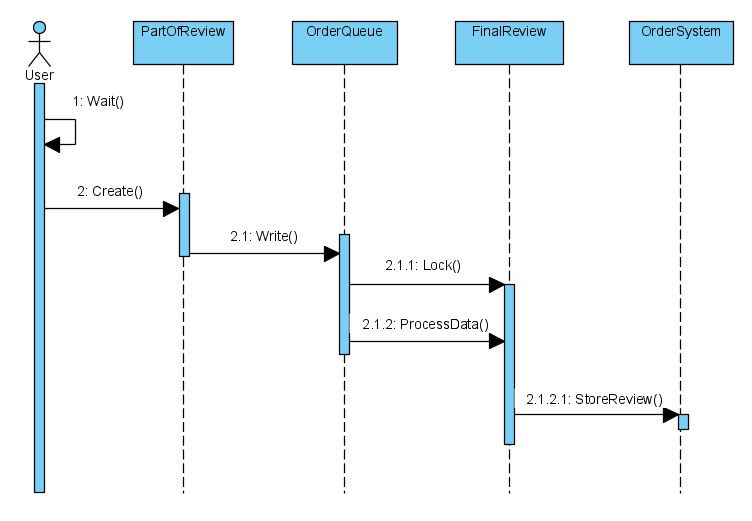 PartOfReview
OrderQueue
FinalReview
OrderSystem
User
1: Wait()
2: Create()
2.1: Write()
2.1.1: Lock()
2.1.2: ProcessData()
2.1.2.1: StoreReview()